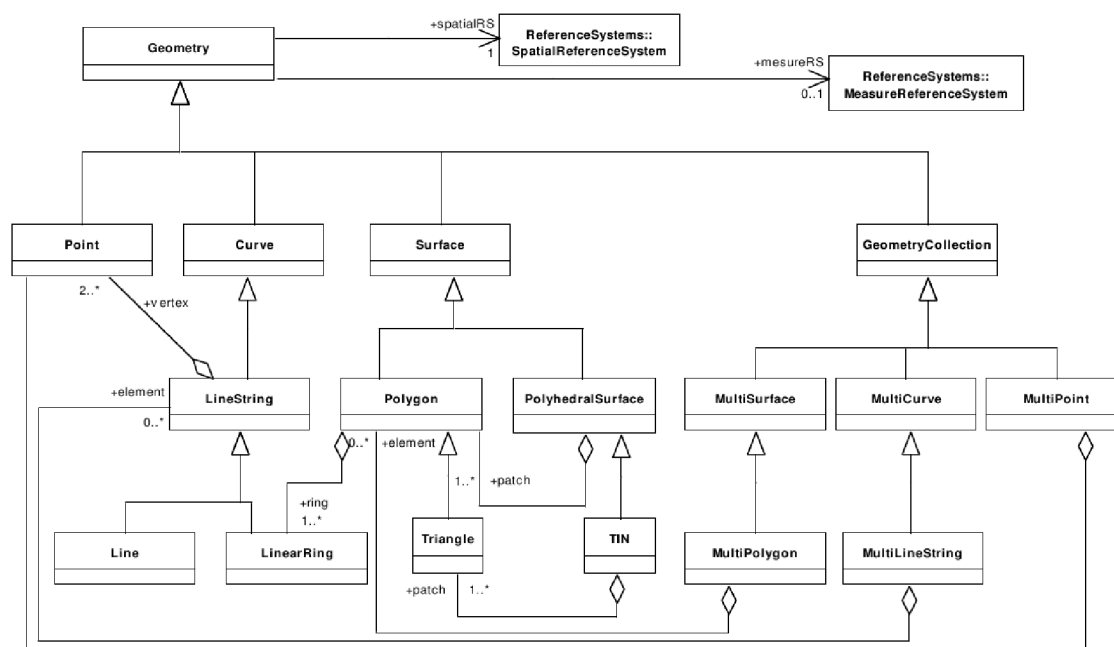 Geometry
+spatialRS
1
ReferenceSystems::
SpatialReferenceSystem
+mesureRS
0..1
ReferenceSystems::
MeasureReferenceSystem
Point
Curve
Surface
GeometryCollection
2..*
+vertex
+element
0..*
LineString
Polygon
PolyhedralSurface
MultiSurface
MultiCurve
MultiPoint
0..*
+element
1..*
+patch
+ring
1..*
Line
LinearRing
Triangle
TIN
MultiPolygon
MultiLineString
+patch
1..*